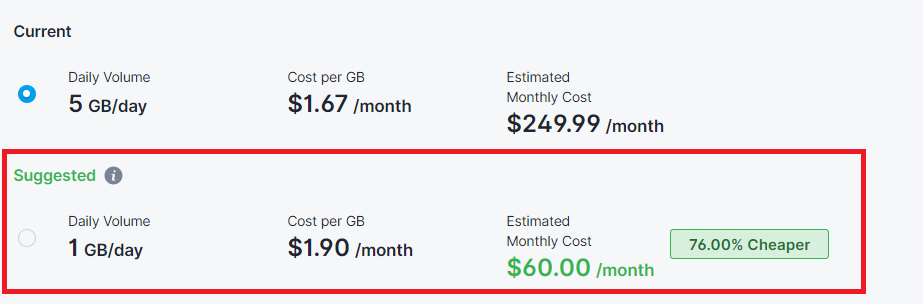 Current
Daily Volume
5 GB/day
Cost per GB
$1.67 /month
Estimated
Monthly Cost
$249.99 /month
Suggested i
Daily Volume
1 GB/day
Cost per GB
$1.90 /month
Estimated
Monthly Cost
$60.00 /month
76.00% Cheaper